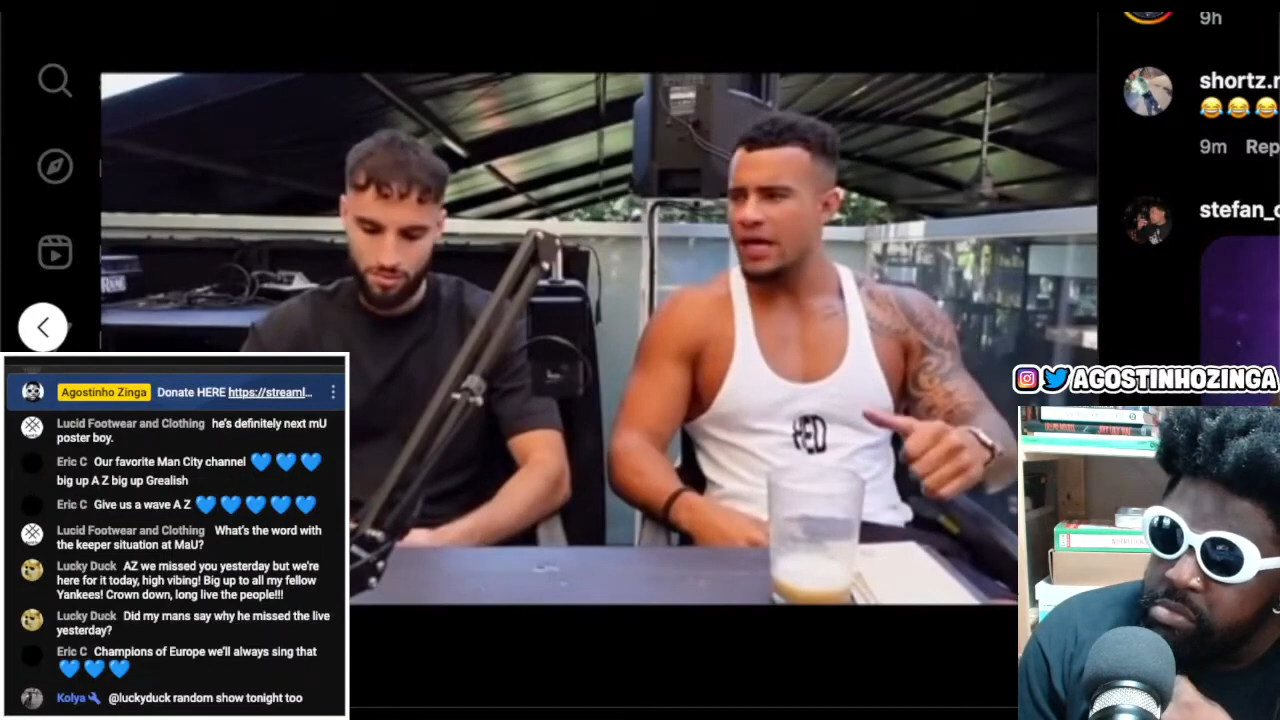 9h
shortz.r
😂😂😂
9m Rep
stefan_c
HED
AGOSTINHOZINGA
Agostinho Zinga Donate HERE https://streaml...
Lucid Footwear and Clothing he's definitely next mU
poster boy.
Eric C Our favorite Man City channel 💙💙💙
big up A Z big up Grealish
Eric C Give us a wave A Z 💙💙💙💙💙
Lucid Footwear and Clothing What's the word with
the keeper situation at MaU?
Lucky Duck AZ we missed you yesterday but we're
here for it today, high vibing! Big up to all my fellow
Yankees! Crown down, long live the people!!!
Lucky Duck Did my mans say why he missed the live
yesterday?
Eric C Champions of Europe we'll always sing that
💙💙💙
Kolya🔧 @luckyduck random show tonight too